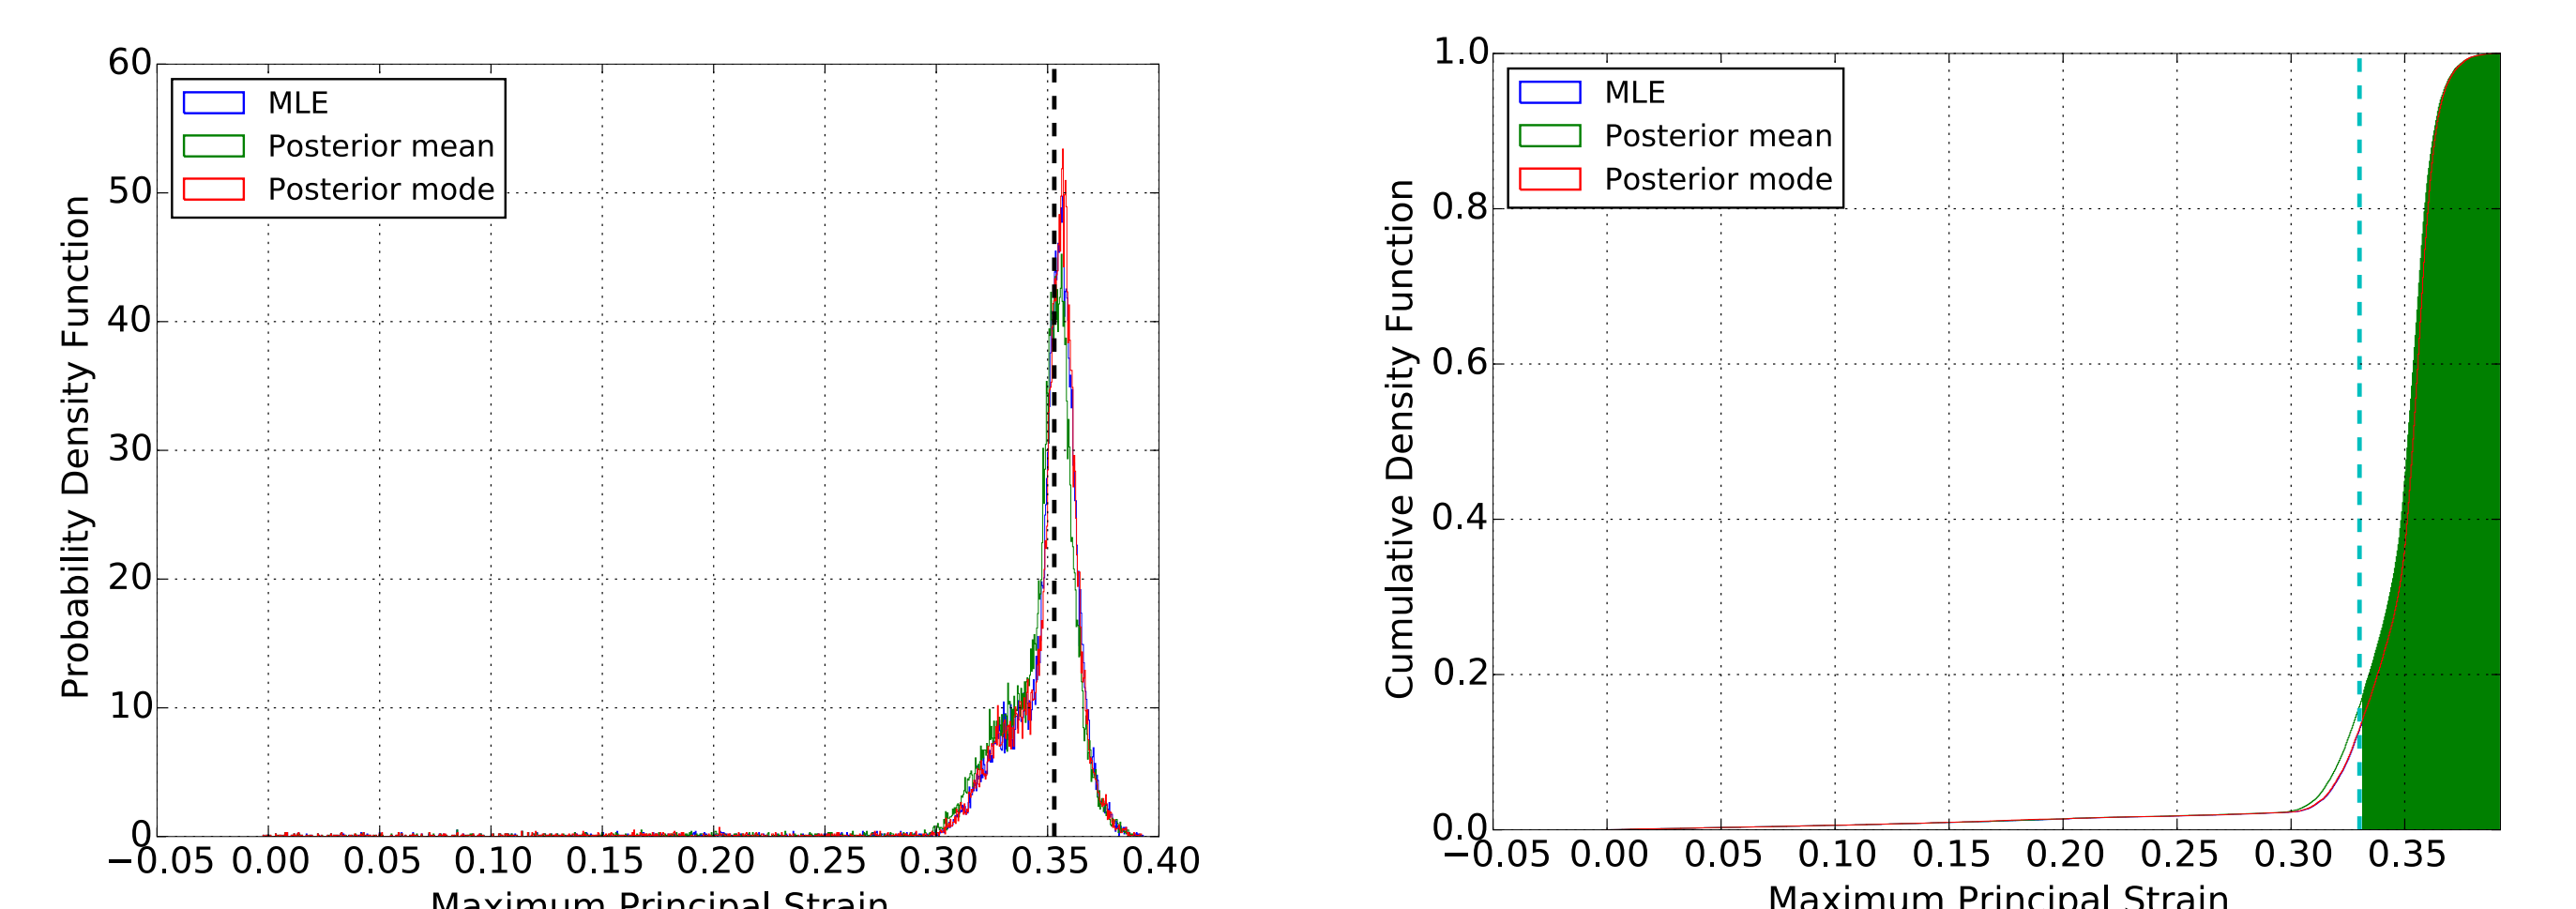 60
50
40
30
20
10
0
Probability Density Function
MLE
Posterior mean
Posterior mode
−0.05 0.00 0.05 0.10 0.15 0.20 0.25 0.30 0.35 0.40
Maximum Principal Strain
1.0
0.8
0.6
0.4
0.2
0.0
Cumulative Density Function
MLE
Posterior mean
Posterior mode
−0.05 0.00 0.05 0.10 0.15 0.20 0.25 0.30 0.35
Maximum Principal Strain